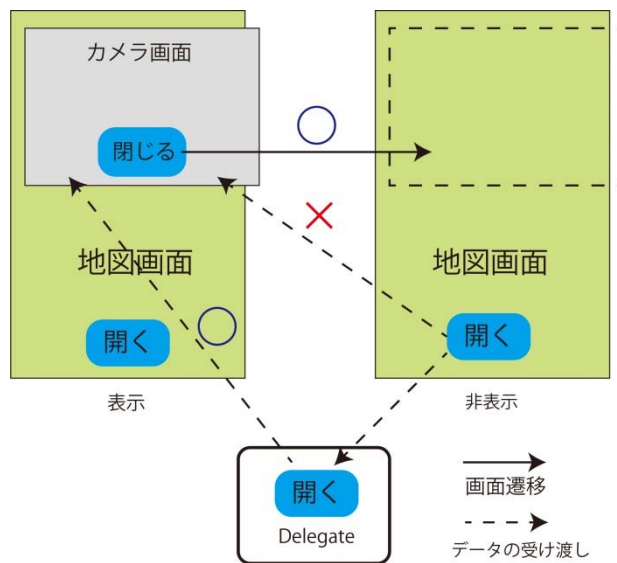 カメラ画面
閉じる
地図画面
開く
表示
地図画面
開く
非表示
開く
Delegate
画面遷移
データの受け渡し